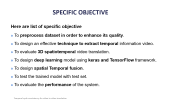 SPECIFIC OBJECTIVE
Here are list of specific objective
To preprocess dataset in order to enhance its quality.
To design an effective technique to extract temporal information video.
To evaluate 3D spatiotemporal video translation.
To design deep learning model using keras and TensorFlow framework.
To design spatial Temporal fusion.
To test the trained model with test set.
To evaluate the performance of the system.